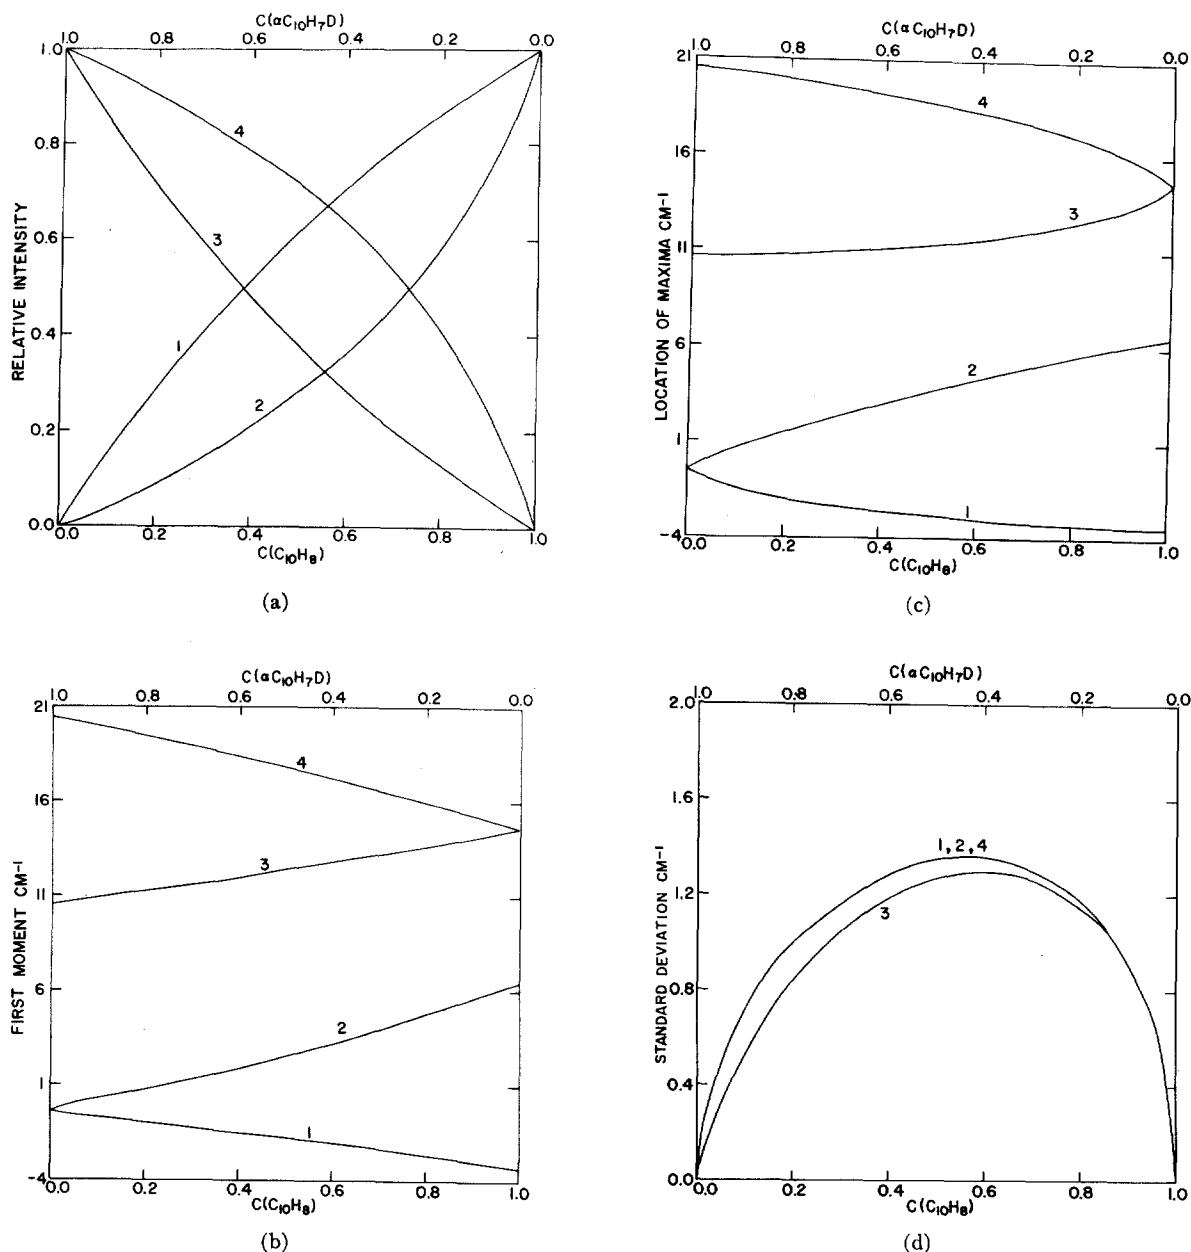 C(αC10H7D)
1.0 0.8 0.6 0.4 0.2 0.0
1.0
0.8
0.6
0.4
0.2
0.0
RELATIVE INTENSITY
4
3
1
2
0.0 0.2 0.4 0.6 0.8 1.0
C(C10H8)
(a)
C(αC10H7D)
1.0 0.8 0.6 0.4 0.2 0.0
21
16
11
6
1
-4
LOCATION OF MAXIMA CM-1
4
3
2
1
0.0 0.2 0.4 0.6 0.8 1.0
C(C10H8)
(c)
C(αC10H7D)
1.0 0.8 0.6 0.4 0.2 0.0
21
16
11
6
1
-4
FIRST MOMENT CM-1
4
3
2
1
0.0 0.2 0.4 0.6 0.8 1.0
C(C10H8)
(b)
C(αC10H7D)
1.0 0.8 0.6 0.4 0.2 0.0
2.0
1.6
1.2
0.8
0.4
0.0
STANDARD DEVIATION CM-1
1,2,4
3
0.0 0.2 0.4 0.6 0.8 1.0
C(C10H8)
(d)